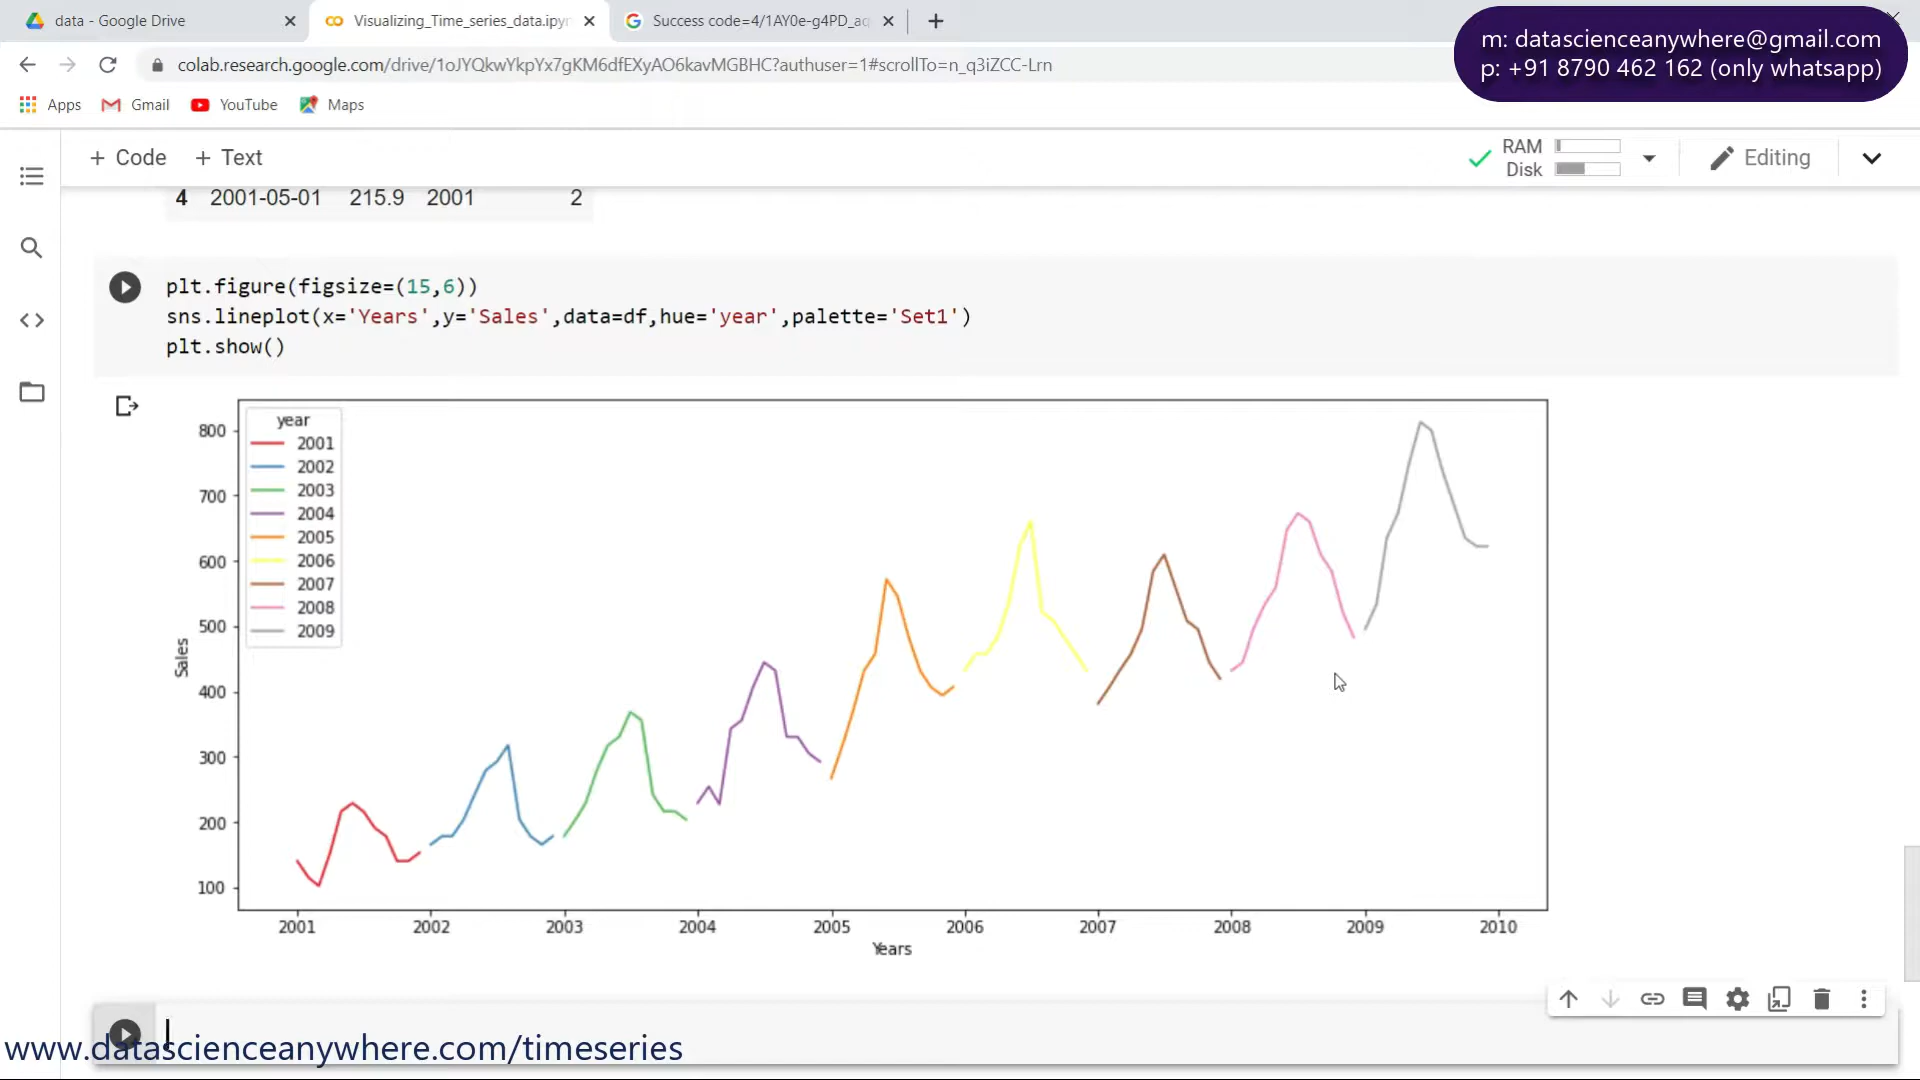 data - Google Drive
Visualizing_Time_series_data.ipyn
Success code=4/1AY0e-g4PD_aq
m: datascienceanywhere@gmail.com
p: +91 8790 462 162 (only whatsapp)
colab.research.google.com/drive/1oJYQkwYkpYx7gKM6dfEXyAO6kavMGBHC?authuser=1#scrollTo=n_q3iZCC-Lrn
Apps
Gmail
YouTube
Maps
+ Code
+ Text
RAM
Disk
Editing
4 2001-05-01 215.9 2001 2
plt.figure(figsize=(15,6))
sns.lineplot(x='Years',y='Sales',data=df,hue='year',palette='Set1')
plt.show()
year
2001
2002
2003
2004
2005
2006
2007
2008
2009
800
700
600
500
400
300
200
100
Sales
2001 2002 2003 2004 2005 2006 2007 2008 2009 2010
Years
www.datascienceanywhere.com/timeseries